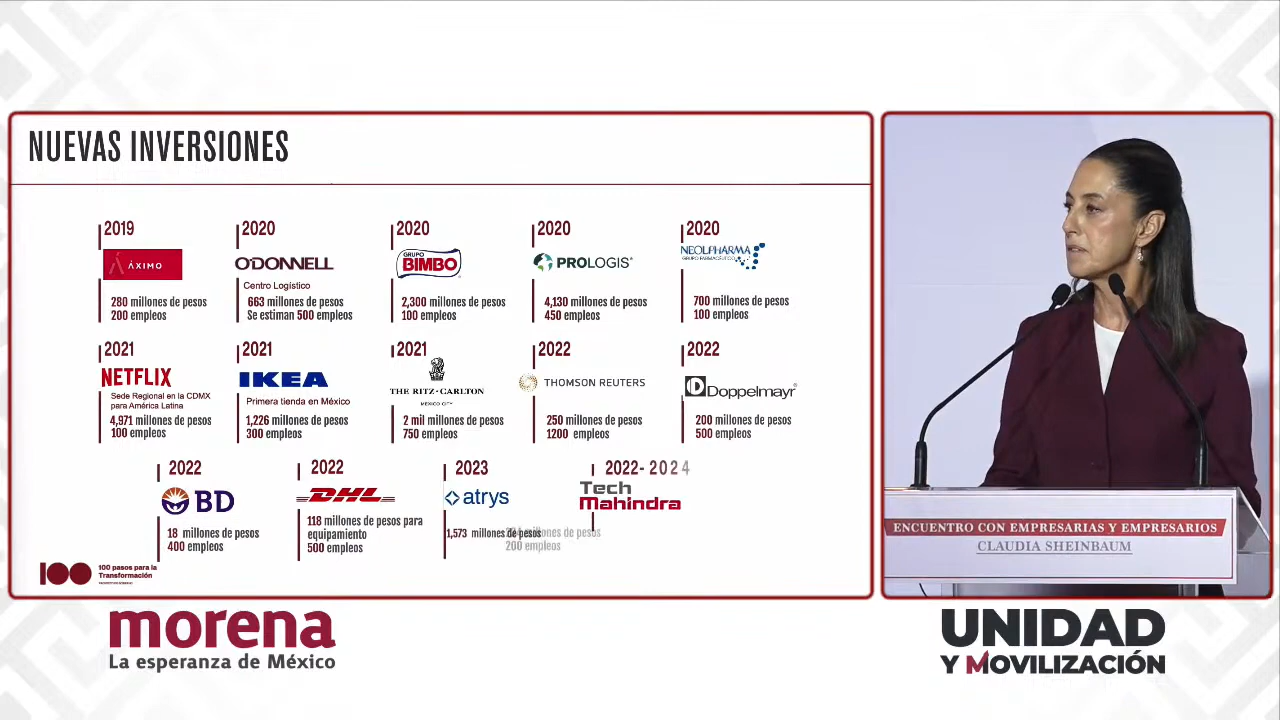 NUEVAS INVERSIONES
2019
ÁXIMO
280 millones de pesos
200 empleos
2020
O'DONNELL
Centro Logístico
663 millones de pesos
Se estiman 500 empleos
2020
GRUPO
BIMBO
2,300 millones de pesos
100 empleos
2020
PROLOGIS
4,130 millones de pesos
450 empleos
2020
NEOLPHARMA
GRUPO FARMACÉUTICO
700 millones de pesos
100 empleos
2021
NETFLIX
Sede Regional en la CDMX
para América Latina
4,971 millones de pesos
100 empleos
2021
IKEA
Primera tienda en México
1,226 millones de pesos
300 empleos
2021
THE RITZ-CARLTON
MEXICO CITY
2 mil millones de pesos
750 empleos
2022
THOMSON REUTERS
250 millones de pesos
1200 empleos
2022
Doppelmayr
200 millones de pesos
500 empleos
2022
BD
18 millones de pesos
400 empleos
2022
DHL
118 millones de pesos para
equipamiento
500 empleos
2023
atrys
1,573 millones de pesos
2022-2024
Tech
Mahindra
millones de pesos
200 empleos
100 100 pasos para la
Transformación
morena
La esperanza de México
ENCUENTRO CON EMPRESARIAS Y EMPRESARIOS
CLAUDIA SHEINBAUM
UNIDAD
Y MOVILIZACIÓN